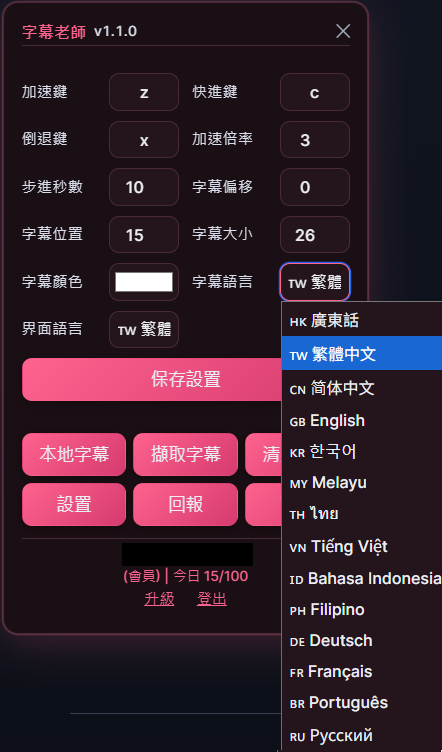 字幕老師 v1.1.0
加速鍵 z 快進鍵 c
倒退鍵 x 加速倍率 3
步進秒數 10 字幕偏移 0
字幕位置 15 字幕大小 26
字幕顏色 字幕語言 TW 繁體
界面語言 TW 繁體
HK 廣東話
TW 繁體中文
CN 简体中文
GB English
KR 한국어
MY Melayu
TH ไทย
VN Tiếng Việt
ID Bahasa Indonesia
PH Filipino
DE Deutsch
FR Français
BR Português
RU Русский
保存設置
本地字幕 擷取字幕 清
設置 回報
(會員) | 今日 15/100
升級 登出